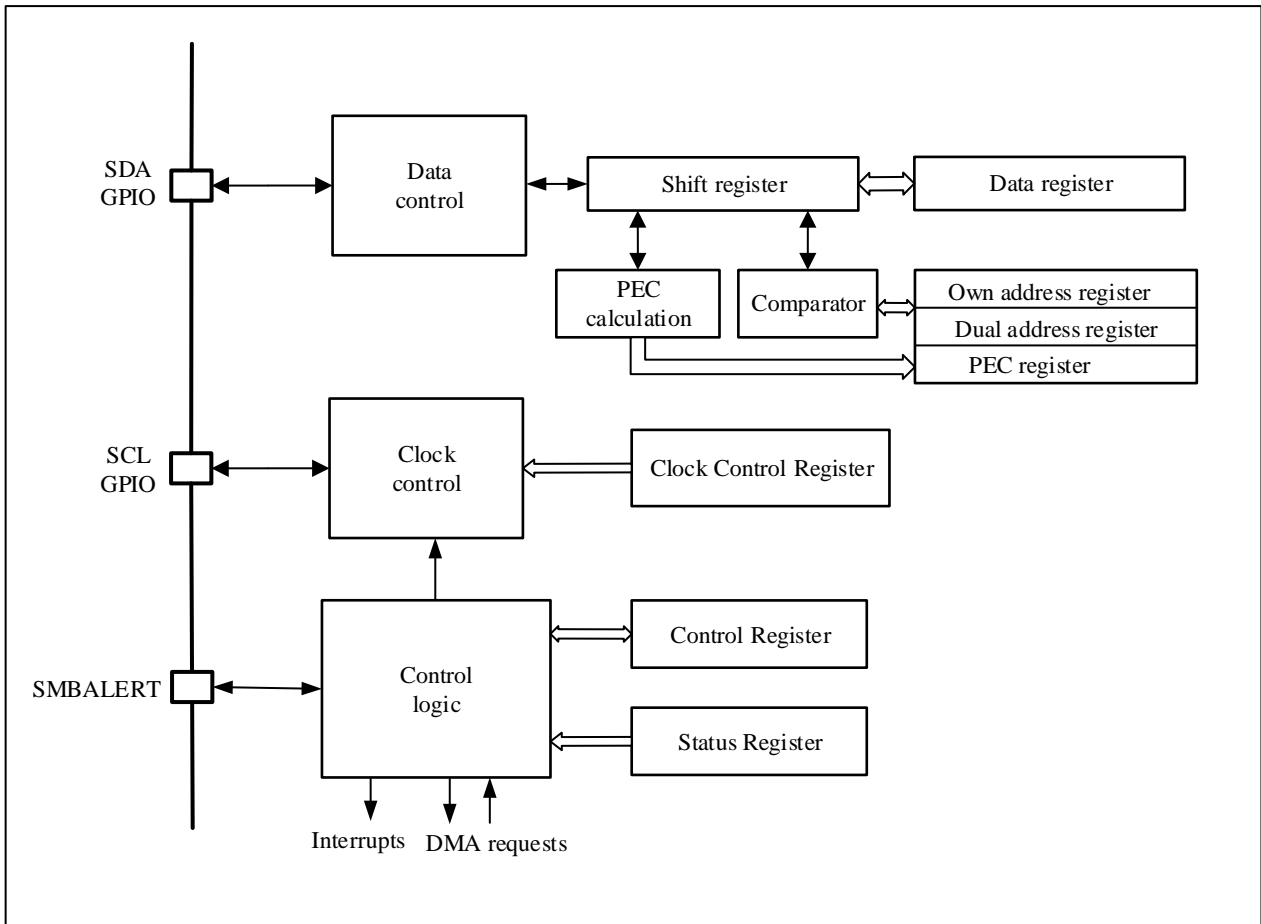 SDA
GPIO
Data
control
Shift register
Data register
PEC
calculation
Comparator
Own address register
Dual address register
PEC register
SCL
GPIO
Clock
control
Clock Control Register
Control
logic
Control Register
SMBALERT
Status Register
Interrupts
DMA requests